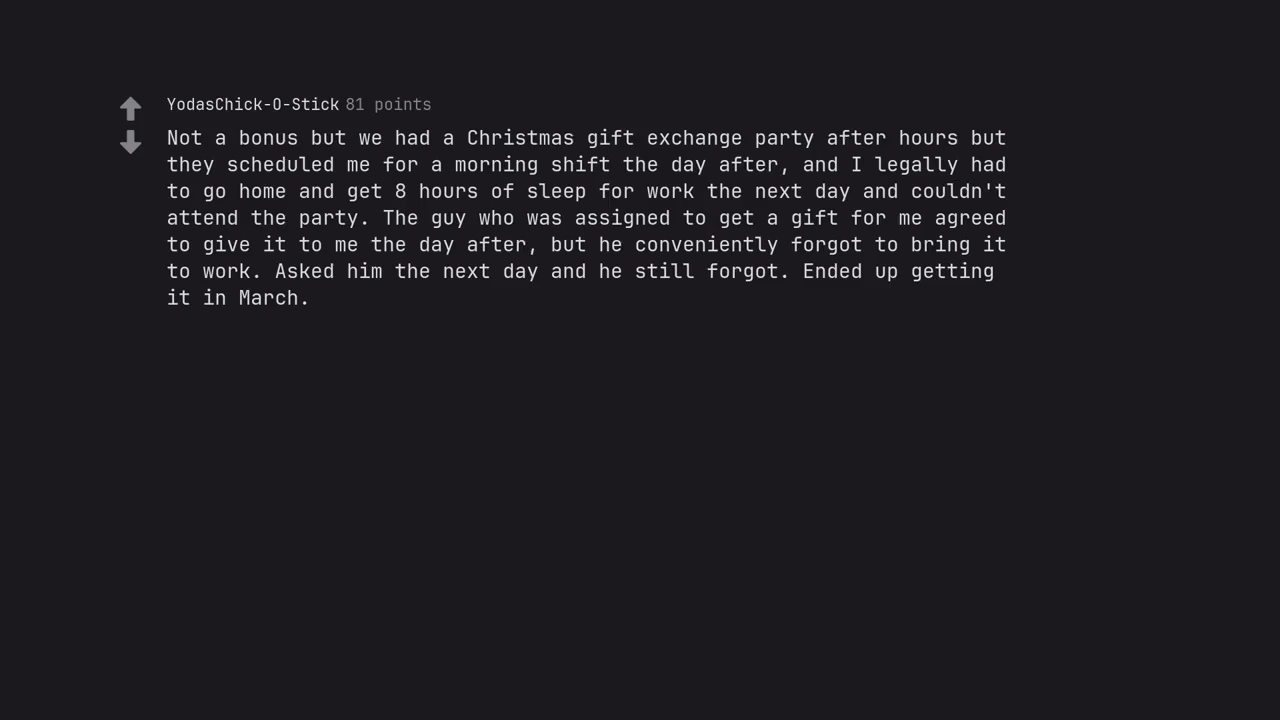 YodasChick-O-Stick 81 points
Not a bonus but we had a Christmas gift exchange party after hours but
they scheduled me for a morning shift the day after, and I legally had
to go home and get 8 hours of sleep for work the next day and couldn't
attend the party. The guy who was assigned to get a gift for me agreed
to give it to me the day after, but he conveniently forgot to bring it
to work. Asked him the next day and he still forgot. Ended up getting
it in March.